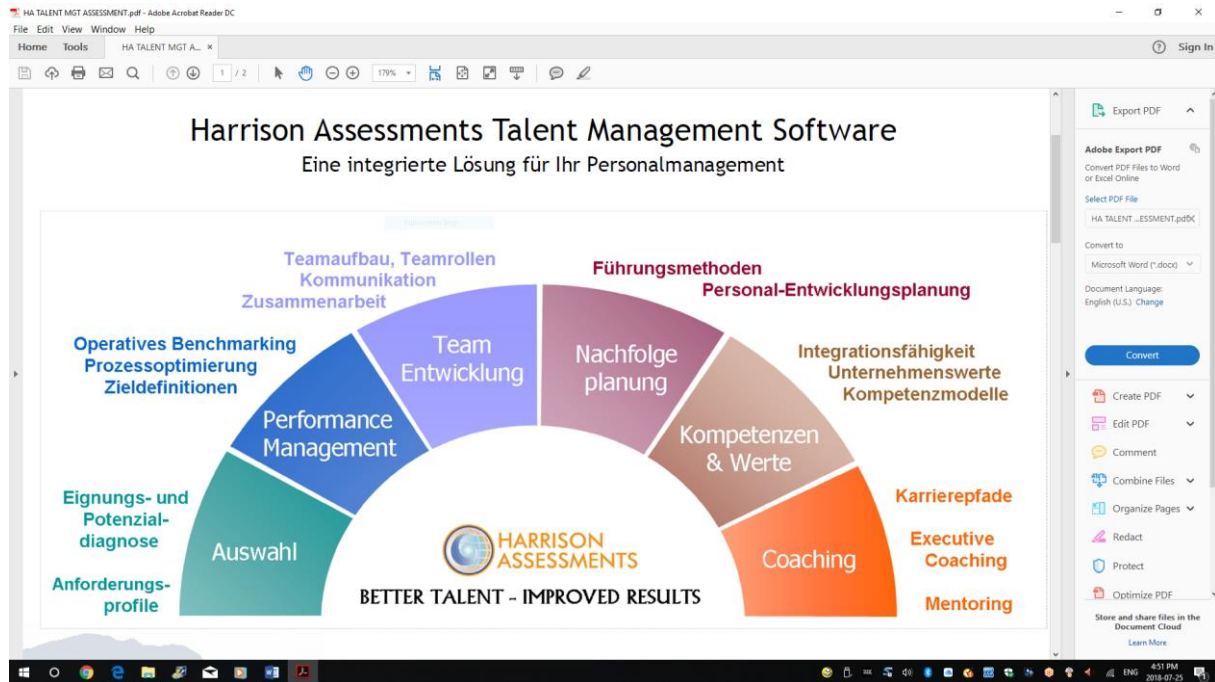 HA TALENT MGT ASSESSMENT.pdf - Adobe Acrobat Reader DC
File Edit View Window Help
Home Tools HA TALENT MGT A... × Sign In
1 / 2 179%
Harrison Assessments Talent Management Software
Eine integrierte Lösung für Ihr Personalmanagement
Teamaufbau, Teamrollen
Kommunikation
Zusammenarbeit
Führungsmethoden
Personal-Entwicklungsplanung
Operatives Benchmarking
Prozessoptimierung
Zieldefinitionen
Integrationsfähigkeit
Unternehmenswerte
Kompetenzmodelle
Team
Entwicklung
Nachfolge
planung
Performance
Management
Kompetenzen
& Werte
Eignungs- und
Potenzial-
diagnose
Anforderungs-
profile
Auswahl
Coaching
Karrierepfade
Executive
Coaching
Mentoring
HARRISON
ASSESSMENTS
BETTER TALENT - IMPROVED RESULTS
Export PDF
Adobe Export PDF
Convert PDF Files to Word
or Excel Online
Select PDF File
HA TALENT ...ESSMENT.pdf
Convert to
Microsoft Word (*.docx)
Document Language:
English (U.S.) Change
Convert
Create PDF
Edit PDF
Comment
Combine Files
Organize Pages
Redact
Protect
Optimize PDF
Store and share files in the
Document Cloud
Learn More
ENG
4:51 PM
2018-07-25